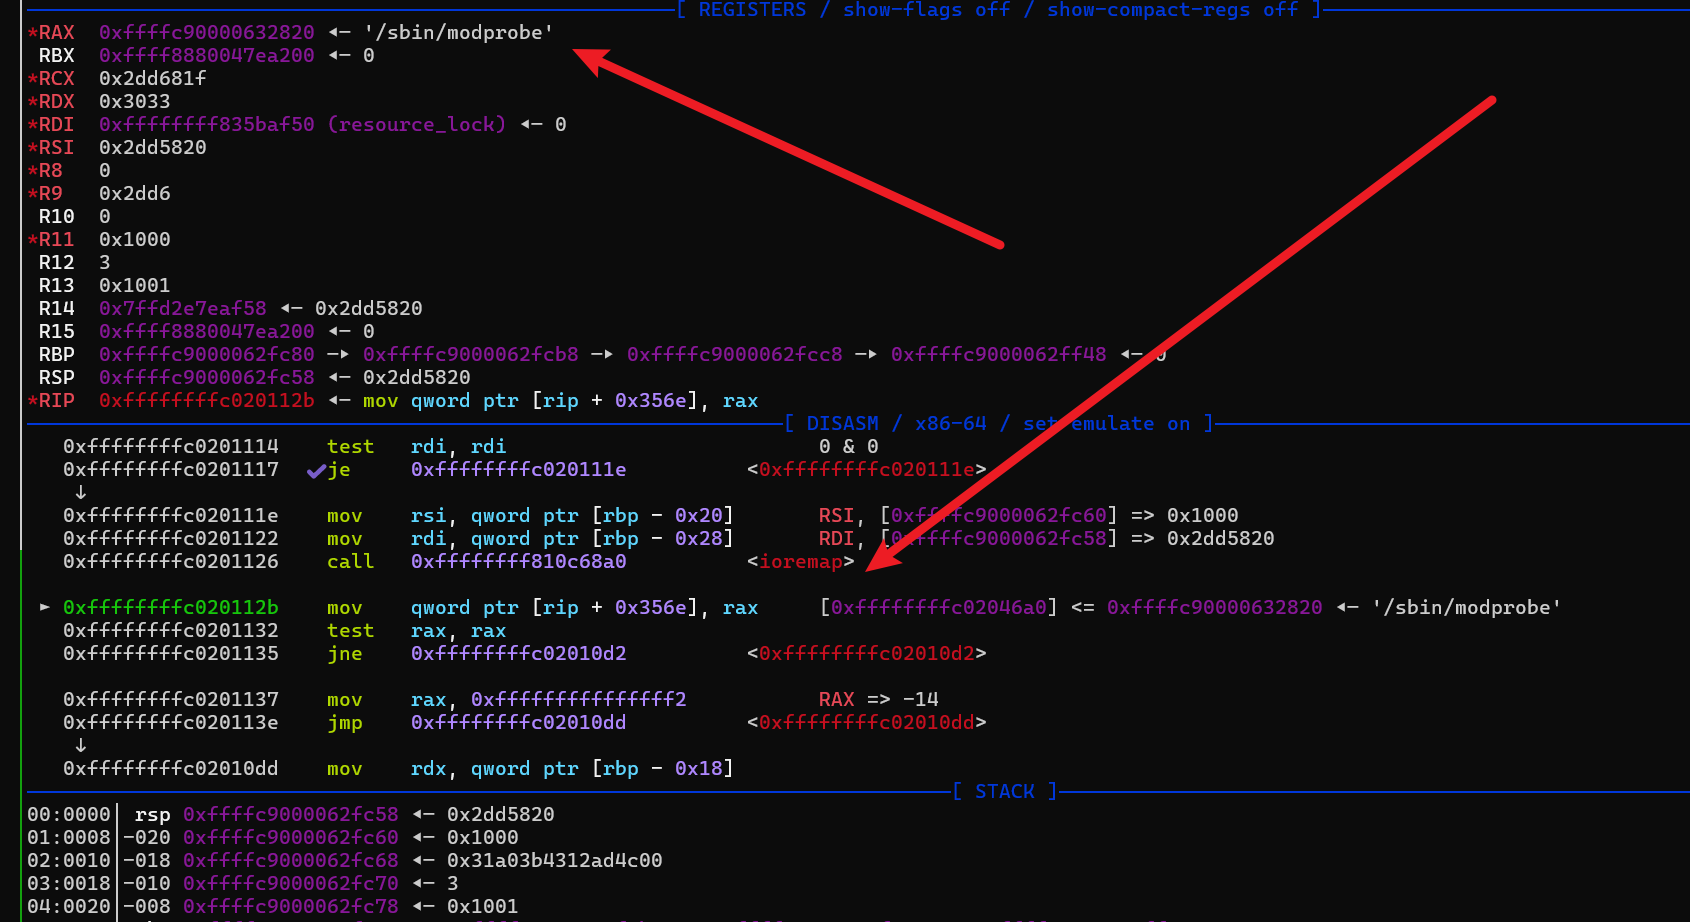 [ REGISTERS / show-flags off / show-compact-regs off ]
*RAX 0xffffc90000632820 ◂— '/sbin/modprobe'
RBX 0xffff8880047ea200 ◂— 0
*RCX 0x2dd681f
*RDX 0x3033
*RDI 0xffffffff835baf50 (resource_lock) ◂— 0
*RSI 0x2dd5820
*R8 0
*R9 0x2dd6
R10 0
*R11 0x1000
R12 3
R13 0x1001
R14 0x7ffd2e7eaf58 ◂— 0x2dd5820
R15 0xffff8880047ea200 ◂— 0
RBP 0xffffc9000062fc80 —▸ 0xffffc9000062fcb8 —▸ 0xffffc9000062fcc8 —▸ 0xffffc9000062ff48 ◂— 0
RSP 0xffffc9000062fc58 ◂— 0x2dd5820
*RIP 0xffffffffc020112b ◂— mov qword ptr [rip + 0x356e], rax
[ DISASM / x86-64 / set emulate on ]
0xffffffffc0201114 test rdi, rdi 0 & 0
0xffffffffc0201117 ✔je 0xffffffffc020111e <0xffffffffc020111e>
↓
0xffffffffc020111e mov rsi, qword ptr [rbp - 0x20] RSI, [0xffffc9000062fc60] => 0x1000
0xffffffffc0201122 mov rdi, qword ptr [rbp - 0x28] RDI, [0xffffc9000062fc58] => 0x2dd5820
0xffffffffc0201126 call 0xffffffff810c68a0 <ioremap>
► 0xffffffffc020112b mov qword ptr [rip + 0x356e], rax [0xffffffffc02046a0] <= 0xffffc90000632820 ◂— '/sbin/modprobe'
0xffffffffc0201132 test rax, rax
0xffffffffc0201135 jne 0xffffffffc02010d2 <0xffffffffc02010d2>
0xffffffffc0201137 mov rax, 0xfffffffffffffff2 RAX => -14
0xffffffffc020113e jmp 0xffffffffc02010dd <0xffffffffc02010dd>
↓
0xffffffffc02010dd mov rdx, qword ptr [rbp - 0x18]
[ STACK ]
00:0000│ rsp 0xffffc9000062fc58 ◂— 0x2dd5820
01:0008│-020 0xffffc9000062fc60 ◂— 0x1000
02:0010│-018 0xffffc9000062fc68 ◂— 0x31a03b4312ad4c00
03:0018│-010 0xffffc9000062fc70 ◂— 3
04:0020│-008 0xffffc9000062fc78 ◂— 0x1001